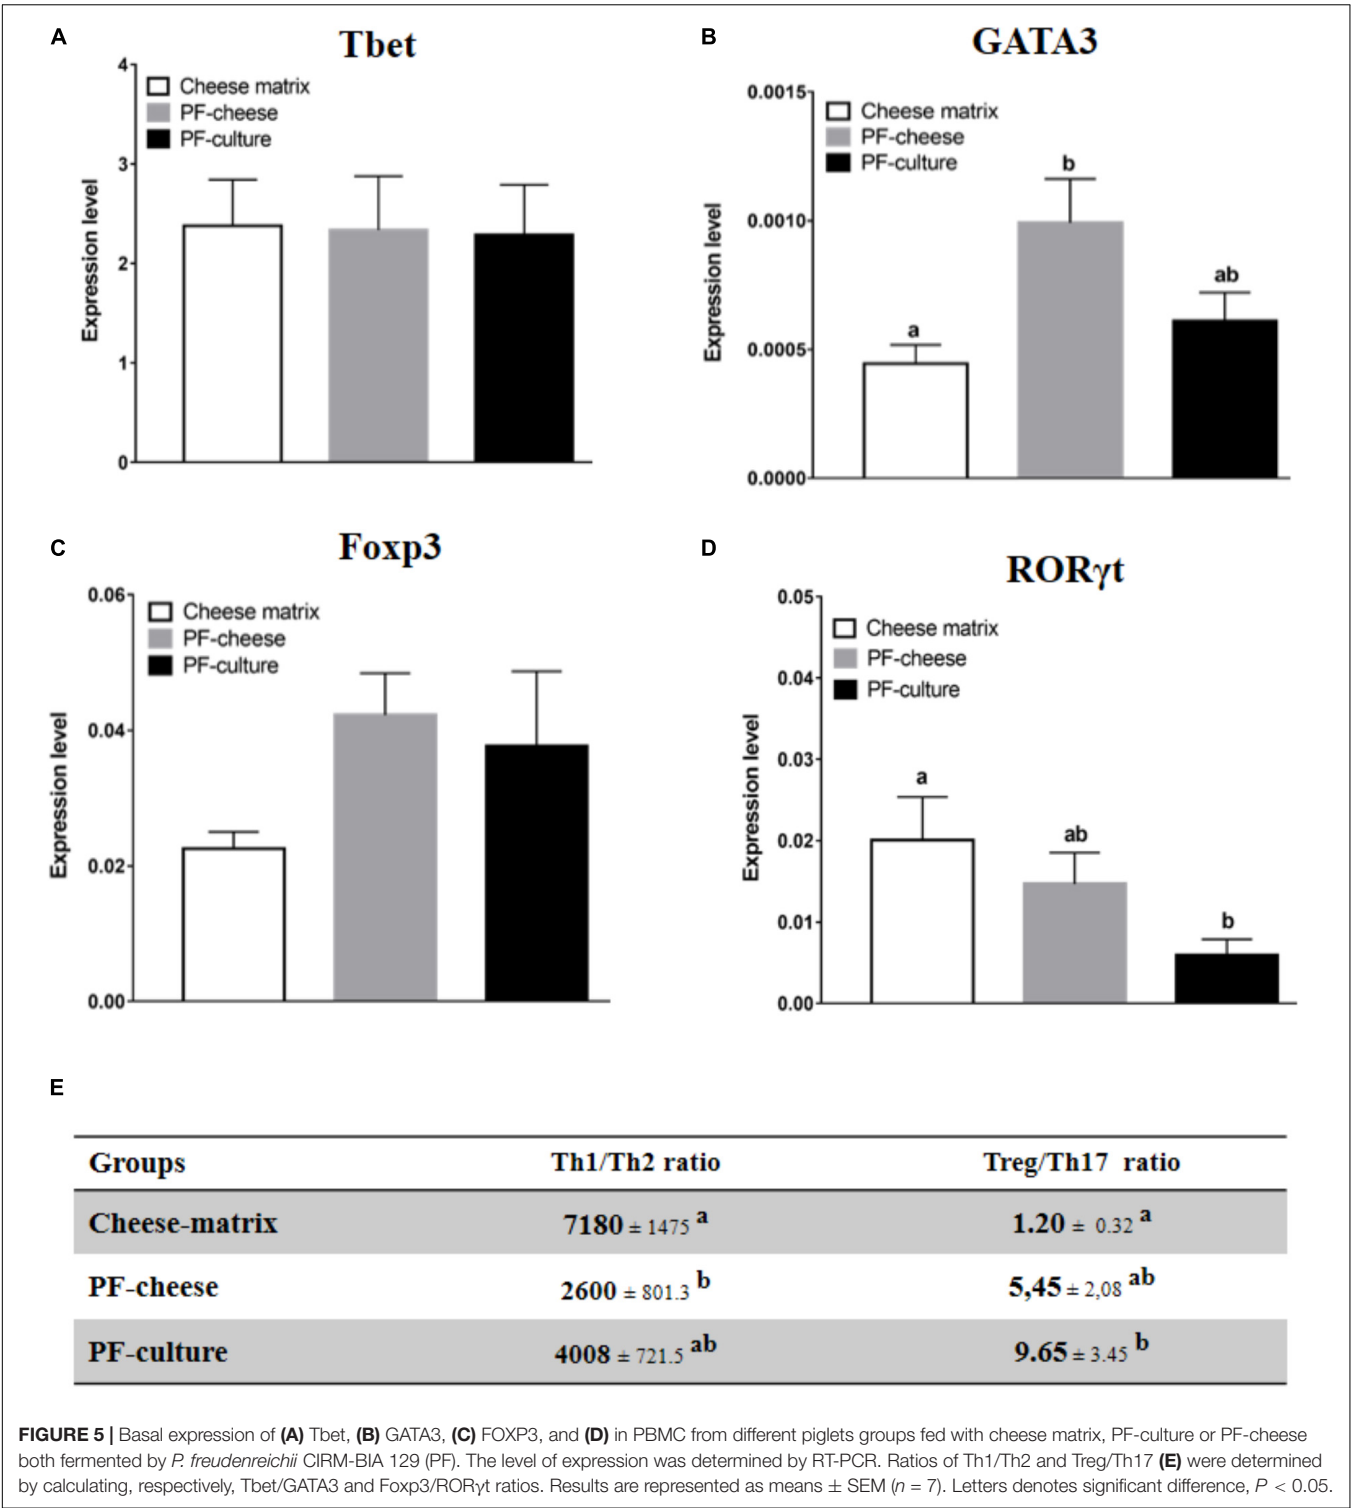 A
Tbet
4
3
2
1
0
Expression level
Cheese matrix
PF-cheese
PF-culture
B
GATA3
0.0015
0.0010
0.0005
0.0000
Expression level
Cheese matrix
PF-cheese
PF-culture
a
b
ab
C
Foxp3
0.06
0.04
0.02
0.00
Expression level
Cheese matrix
PF-cheese
PF-culture
D
RORγt
0.05
0.04
0.03
0.02
0.01
0.00
Expression level
Cheese matrix
PF-cheese
PF-culture
a
ab
b
E
Groups Th1/Th2 ratio Treg/Th17 ratio
Cheese-matrix 7180 ± 1475 a 1.20 ± 0.32 a
PF-cheese 2600 ± 801.3 b 5,45 ± 2,08 ab
PF-culture 4008 ± 721.5 ab 9.65 ± 3.45 b
FIGURE 5 | Basal expression of (A) Tbet, (B) GATA3, (C) FOXP3, and (D) in PBMC from different piglets groups fed with cheese matrix, PF-culture or PF-cheese
both fermented by P. freudenreichii CIRM-BIA 129 (PF). The level of expression was determined by RT-PCR. Ratios of Th1/Th2 and Treg/Th17 (E) were determined
by calculating, respectively, Tbet/GATA3 and Foxp3/RORγt ratios. Results are represented as means ± SEM (n = 7). Letters denotes significant difference, P < 0.05.